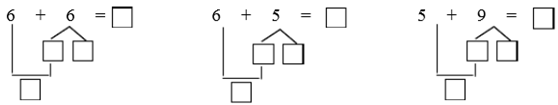 6 + 6 = □ 6 + 5 = □ 5 + 9 = □